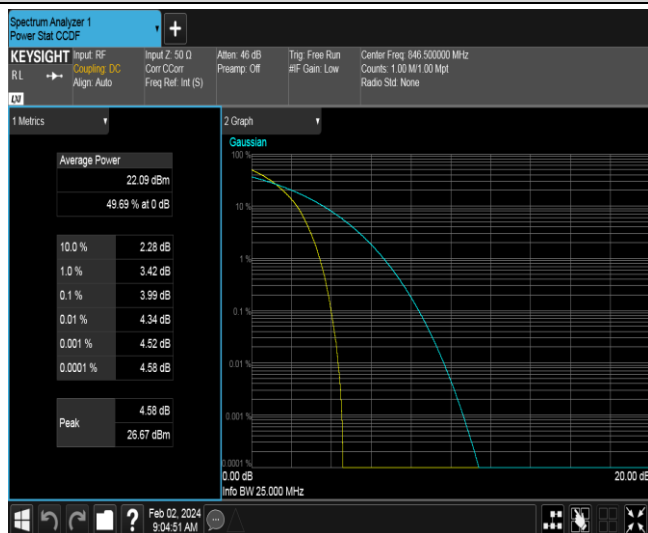 Spectrum Analyzer 1
Power Stat CCDF
+
KEYSIGHT
RL
LXI
Input: RF
Coupling: DC
Align: Auto
Input Z: 50 Ω
Corr CCorr
Freq Ref: Int (S)
Atten: 46 dB
Preamp: Off
Trig: Free Run
#IF Gain: Low
Center Freq: 846.500000 MHz
Counts: 1.00 M/1.00 Mpt
Radio Std: None
1 Metrics
Average Power
22.09 dBm
49.69 % at 0 dB
10.0 % 2.28 dB
1.0 % 3.42 dB
0.1 % 3.99 dB
0.01 % 4.34 dB
0.001 % 4.52 dB
0.0001 % 4.58 dB
Peak
4.58 dB
26.67 dBm
2 Graph
Gaussian
100 %
10 %
1 %
0.1 %
0.01 %
0.001 %
0.0001 %
0.00 dB
20.00 dB
Info BW 25.000 MHz
?
Feb 02, 2024
9:04:51 AM